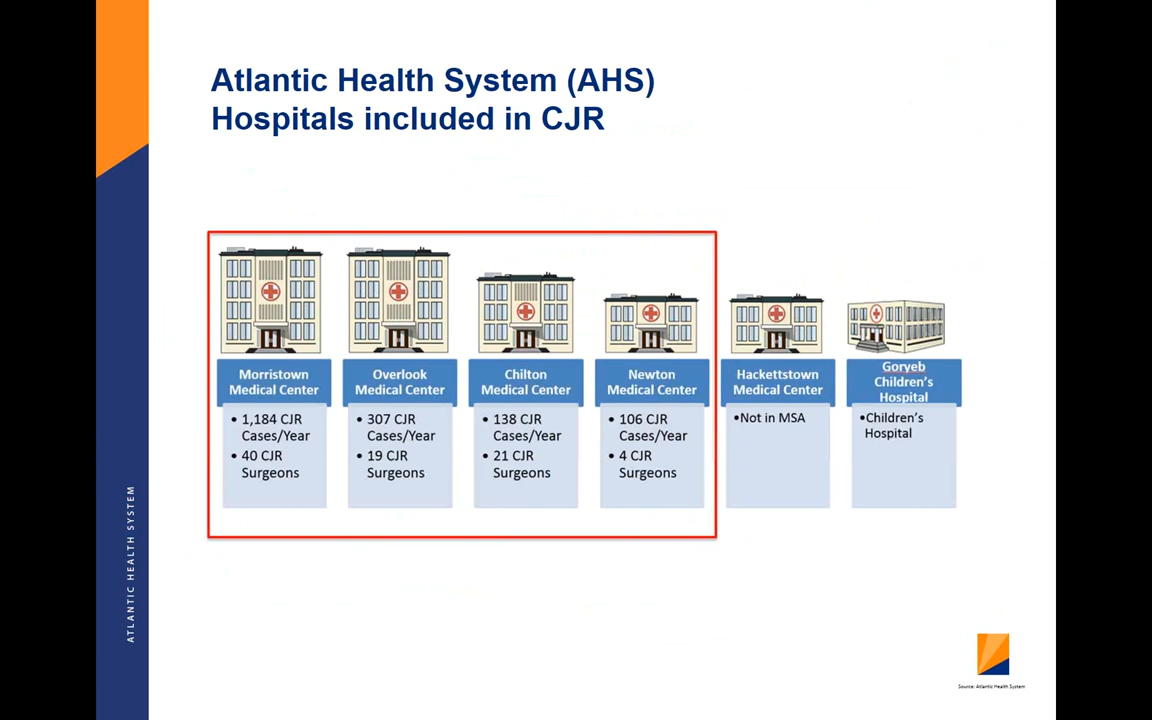 Atlantic Health System (AHS)
Hospitals included in CJR
Morristown
Medical Center
• 1,184 CJR
Cases/Year
• 40 CJR
Surgeons
Overlook
Medical Center
• 307 CJR
Cases/Year
• 19 CJR
Surgeons
Chilton
Medical Center
• 138 CJR
Cases/Year
• 21 CJR
Surgeons
Newton
Medical Center
• 106 CJR
Cases/Year
• 4 CJR
Surgeons
Hackettstown
Medical Center
•Not in MSA
Goryeb
Children's
Hospital
•Children's
Hospital
ATLANTIC HEALTH SYSTEM
Source: Atlantic Health System